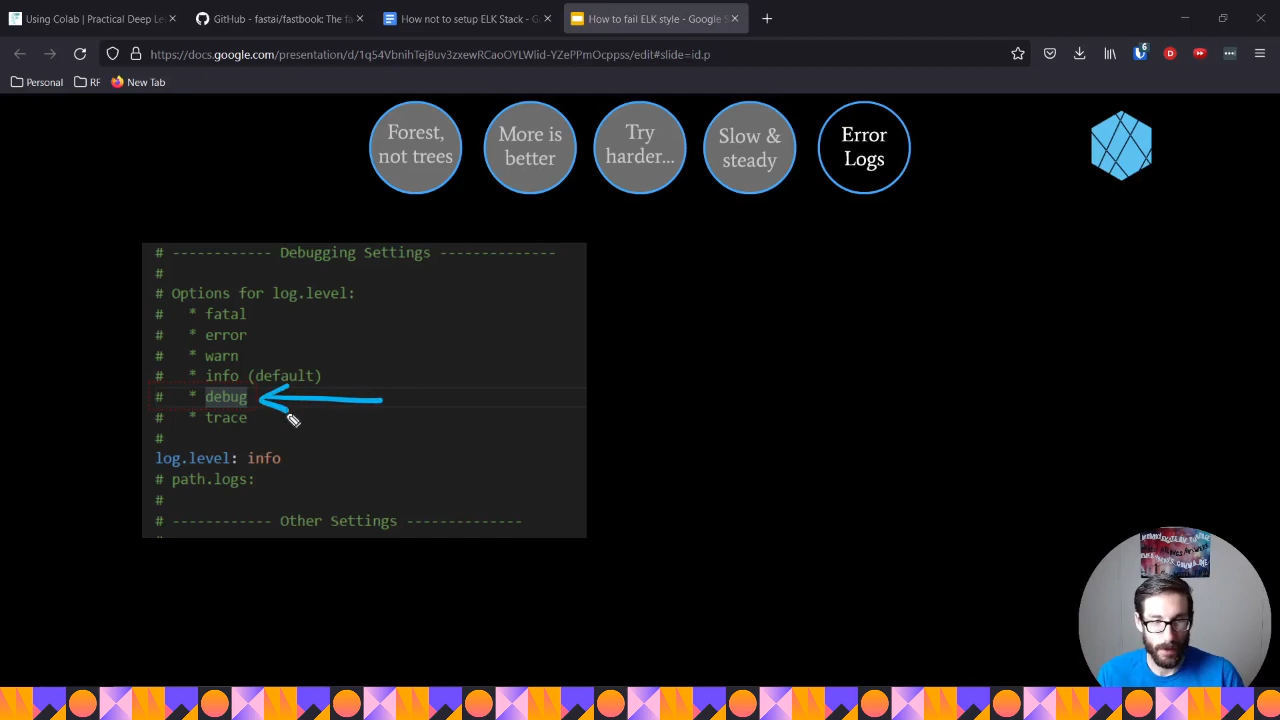 Using Colab | Practical Deep Le
GitHub - fastai/fastbook: The fa
How not to setup ELK Stack - Go
How to fail ELK style - Google S
https://docs.google.com/presentation/d/1q54VbnihTejBuv3zxewRCaoOYLWlid-YZePPmOcppss/edit#slide=id.p
6
Personal
RF
New Tab
Forest,
not trees
More is
better
Try
harder...
Slow &
steady
Error
Logs
# ------------ Debugging Settings --------------
#
# Options for log.level:
#   * fatal
#   * error
#   * warn
#   * info (default)
#   * debug
#   * trace
#
log.level: info
# path.logs:
#
# ------------ Other Settings --------------